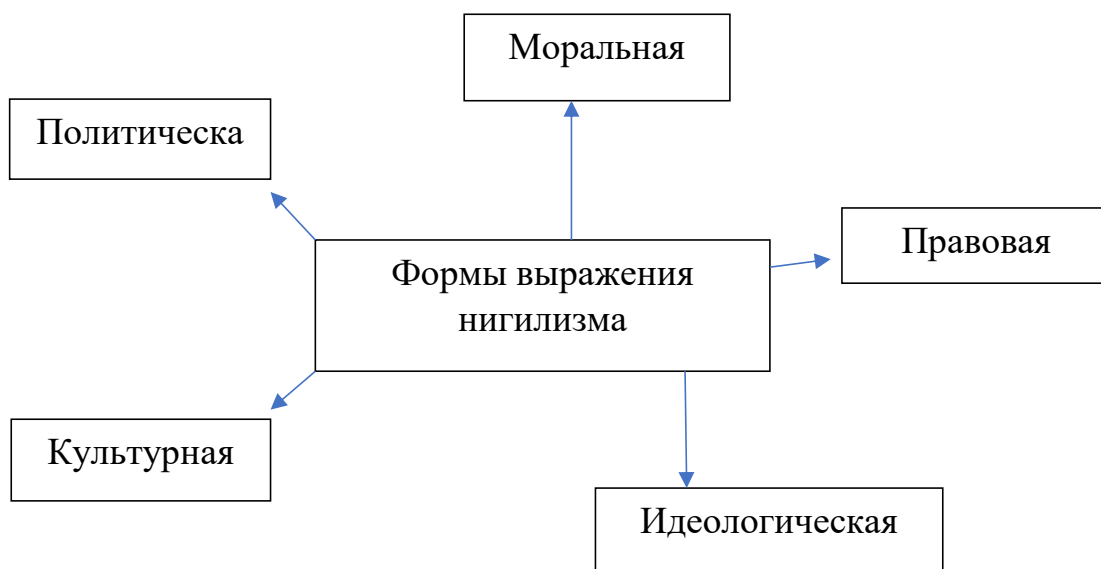 Моральная
Политическа
Правовая
Формы выражения
нигилизма
Культурная
Идеологическая